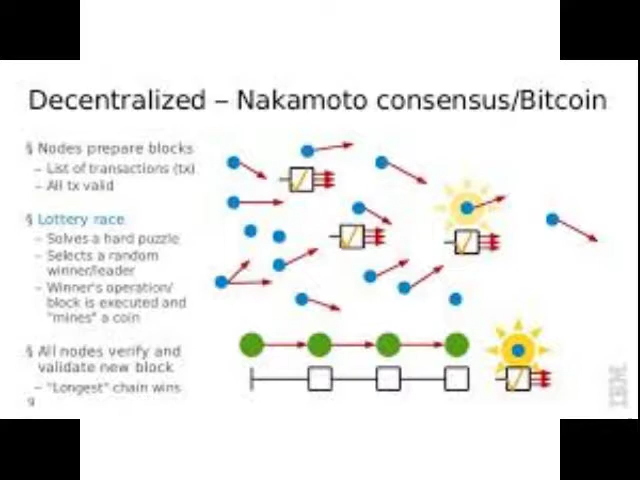 Decentralized – Nakamoto consensus/Bitcoin
§ Nodes prepare blocks
– List of transactions (tx)
– All tx valid
§ Lottery race
– Solves a hard puzzle
– Selects a random
winner/leader
– Winner's operation/
block is executed and
"mines" a coin
§ All nodes verify and
validate new block
– "Longest" chain wins
9
IBM